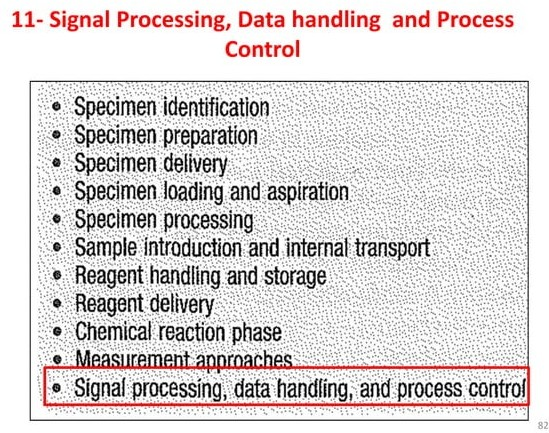 11- Signal Processing, Data handling and Process
Control
• Specimen identification
• Specimen preparation
• Specimen delivery
• Specimen loading and aspiration
• Specimen processing
• Sample introduction and internal transport
• Reagent handling and storage
• Reagent delivery
• Chemical reaction phase
• Measurement approaches
• Signal processing, data handling, and process control
82